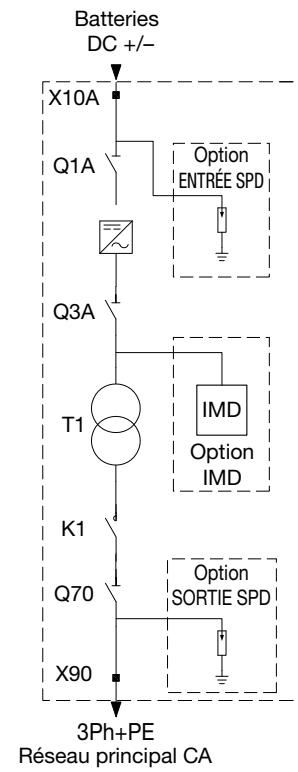 Batteries
DC +/–
X10A
Q1A
Option
ENTRÉE SPD
Q3A
T1
IMD
Option
IMD
K1
Q70
Option
SORTIE SPD
X90
3Ph+PE
Réseau principal CA